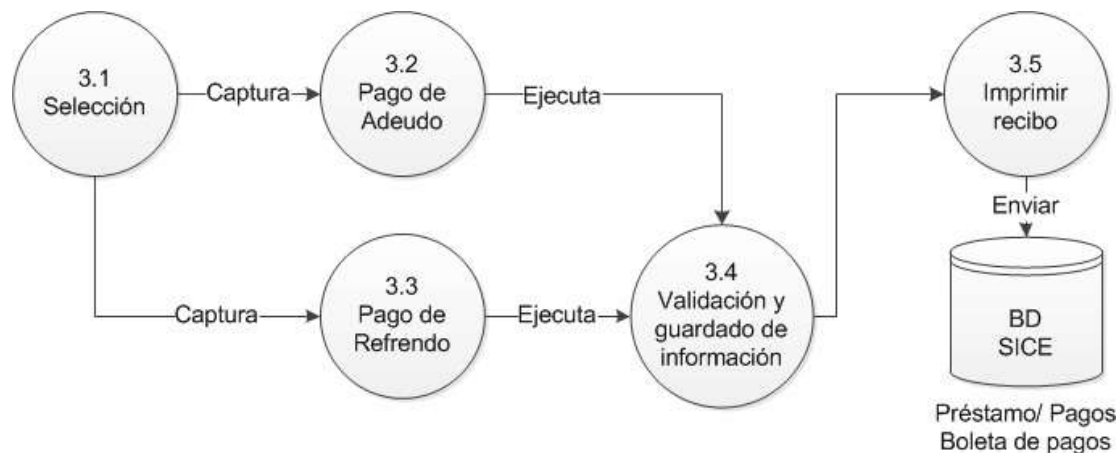 3.1
Selección
Captura
3.2
Pago de
Adeudo
Ejecuta
3.5
Imprimir
recibo
Captura
3.3
Pago de
Refrendo
Ejecuta
3.4
Validación y
guardado de
información
Enviar
BD
SICE
Préstamo/ Pagos
Boleta de pagos